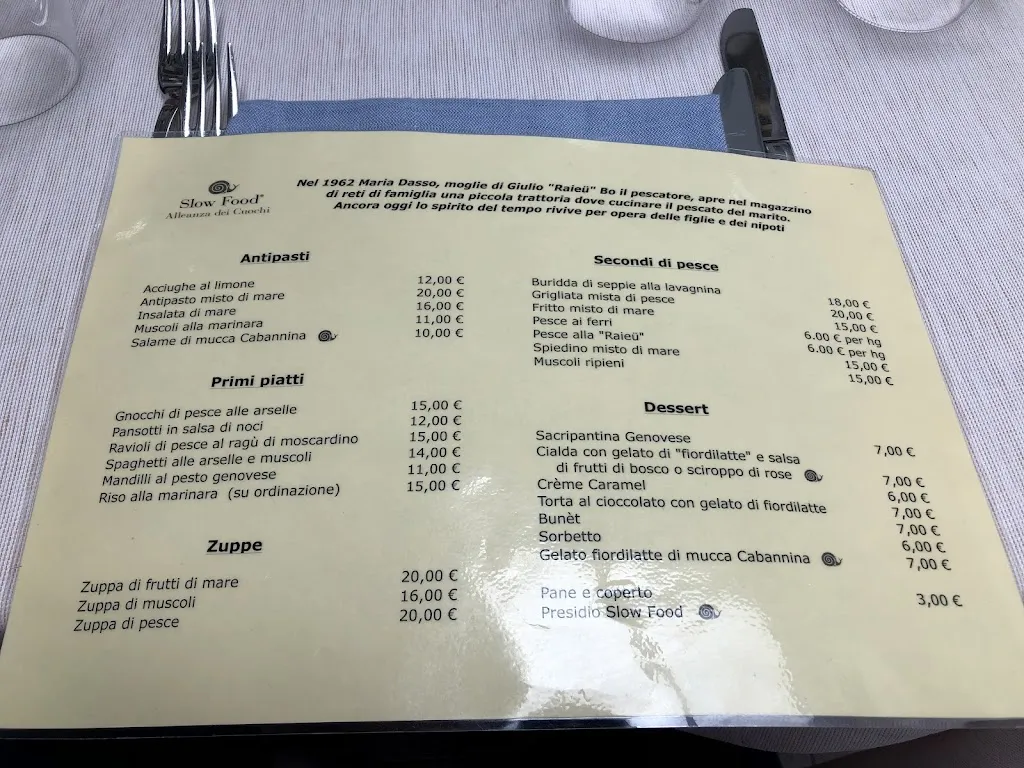 Slow Food®
Alleanza dei Cuochi
Nel 1962 Maria Dasso, moglie di Giulio "Raieü" Bo il pescatore, apre nel magazzino
di reti di famiglia una piccola trattoria dove cucinare il pescato del marito.
Ancora oggi lo spirito del tempo rivive per opera delle figlie e dei nipoti
Antipasti
Acciughe al limone 12,00 €
Antipasto misto di mare 20,00 €
Insalata di mare 16,00 €
Muscoli alla marinara 11,00 €
Salame di mucca Cabannina 10,00 €
Primi piatti
Gnocchi di pesce alle arselle 15,00 €
Pansotti in salsa di noci 12,00 €
Ravioli di pesce al ragù di moscardino 15,00 €
Spaghetti alle arselle e muscoli 14,00 €
Mandilli al pesto genovese 11,00 €
Riso alla marinara (su ordinazione) 15,00 €
Zuppe
Zuppa di frutti di mare 20,00 €
Zuppa di muscoli 16,00 €
Zuppa di pesce 20,00 €
Secondi di pesce
Buridda di seppie alla lavagnina 18,00 €
Grigliata mista di pesce 20,00 €
Fritto misto di mare 15,00 €
Pesce ai ferri 6.00 € per hg
Pesce alla "Raieü" 6.00 € per hg
Spiedino misto di mare 15,00 €
Muscoli ripieni 15,00 €
Dessert
Sacripantina Genovese 7,00 €
Cialda con gelato di "fiordilatte" e salsa
di frutti di bosco o sciroppo di rose 7,00 €
Crème Caramel 6,00 €
Torta al cioccolato con gelato di fiordilatte 7,00 €
Bunèt 7,00 €
Sorbetto 6,00 €
Gelato fiordilatte di mucca Cabannina 7,00 €
Pane e coperto 3,00 €
Presidio Slow Food